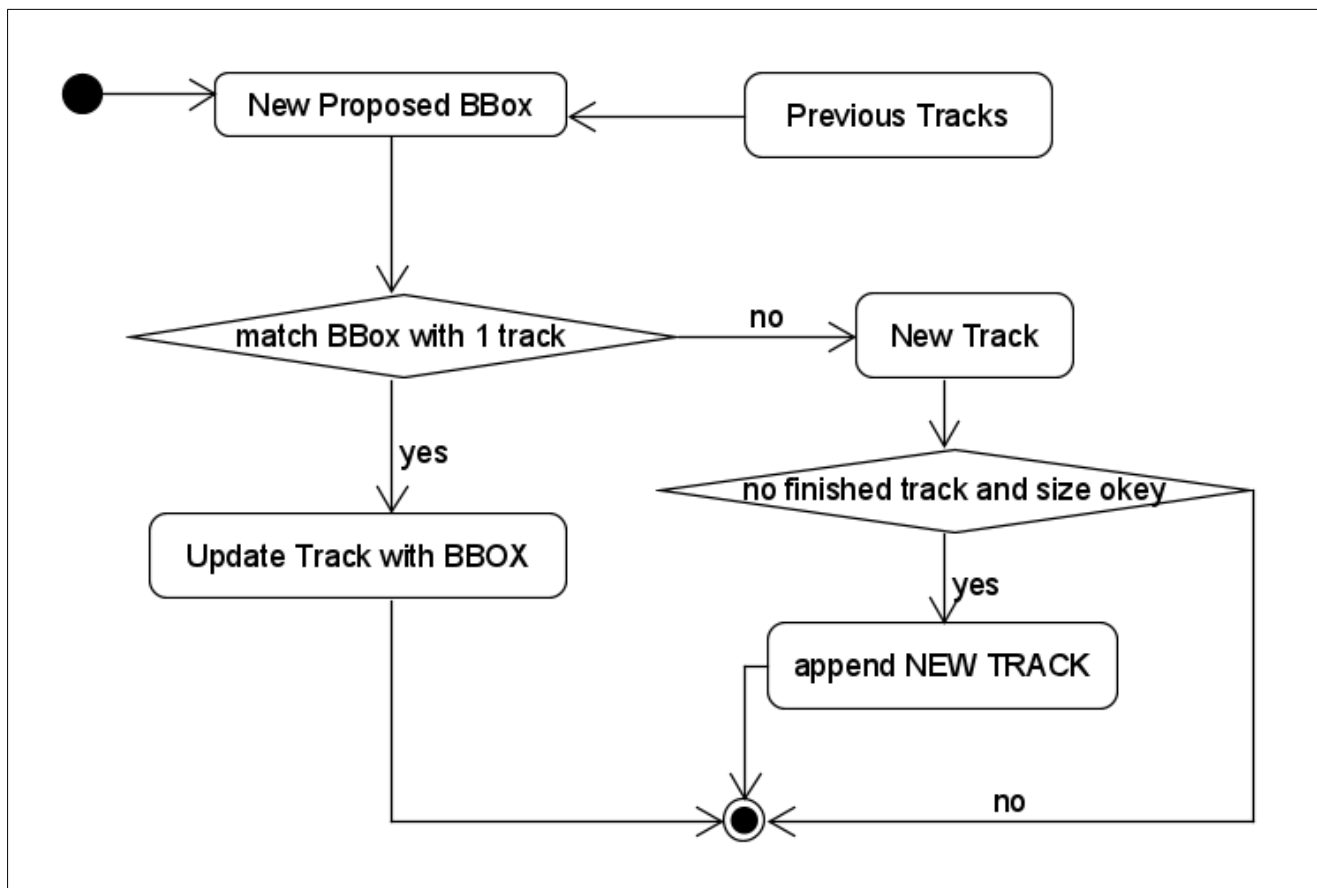 New Proposed BBox
Previous Tracks
match BBox with 1 track
no
New Track
yes
no finished track and size okey
Update Track with BBOX
yes
append NEW TRACK
no